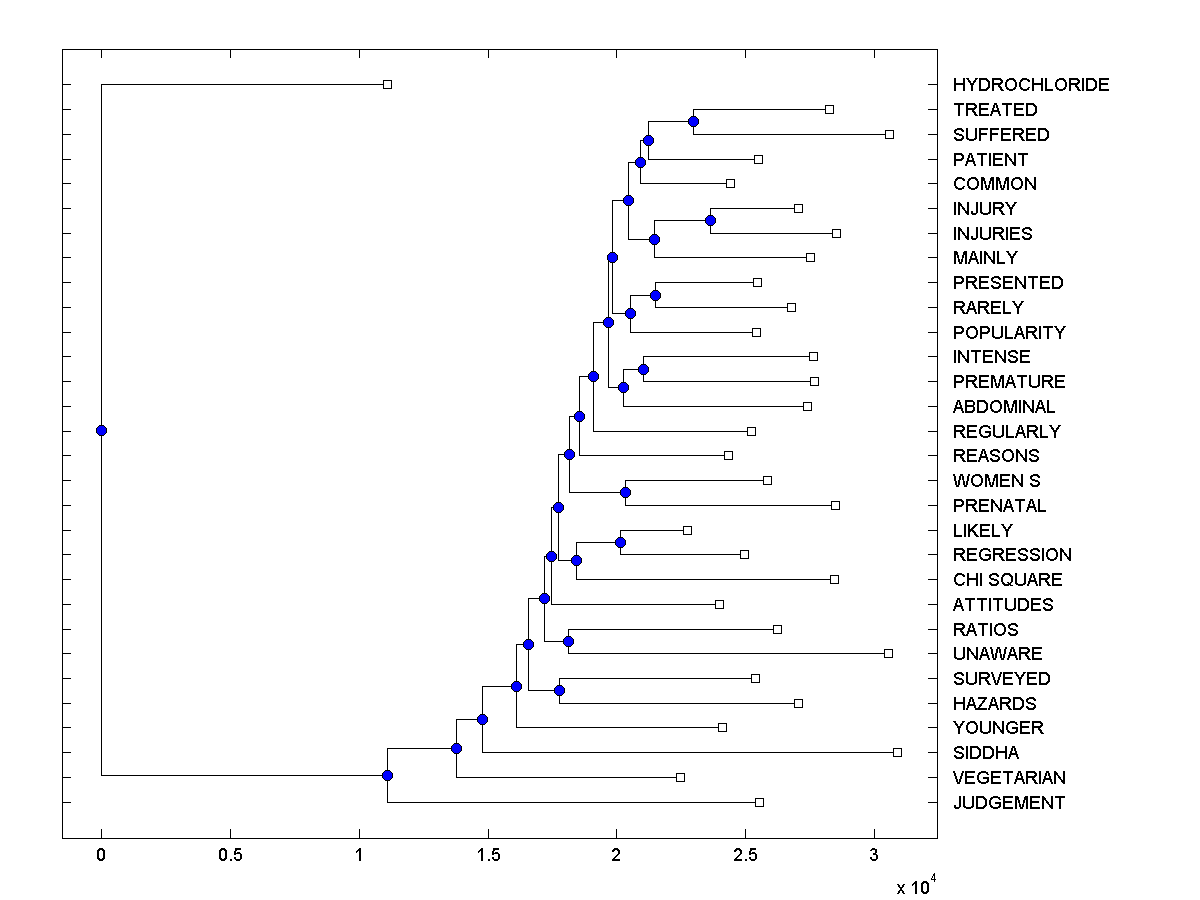 HYDROCHLORIDE
TREATED
SUFFERED
PATIENT
COMMON
INJURY
INJURIES
MAINLY
PRESENTED
RARELY
POPULARITY
INTENSE
PREMATURE
ABDOMINAL
REGULARLY
REASONS
WOMEN S
PRENATAL
LIKELY
REGRESSION
CHI SQUARE
ATTITUDES
RATIOS
UNAWARE
SURVEYED
HAZARDS
YOUNGER
SIDDHA
VEGETARIAN
JUDGEMENT
0 0.5 1 1.5 2 2.5 3
x 10^4